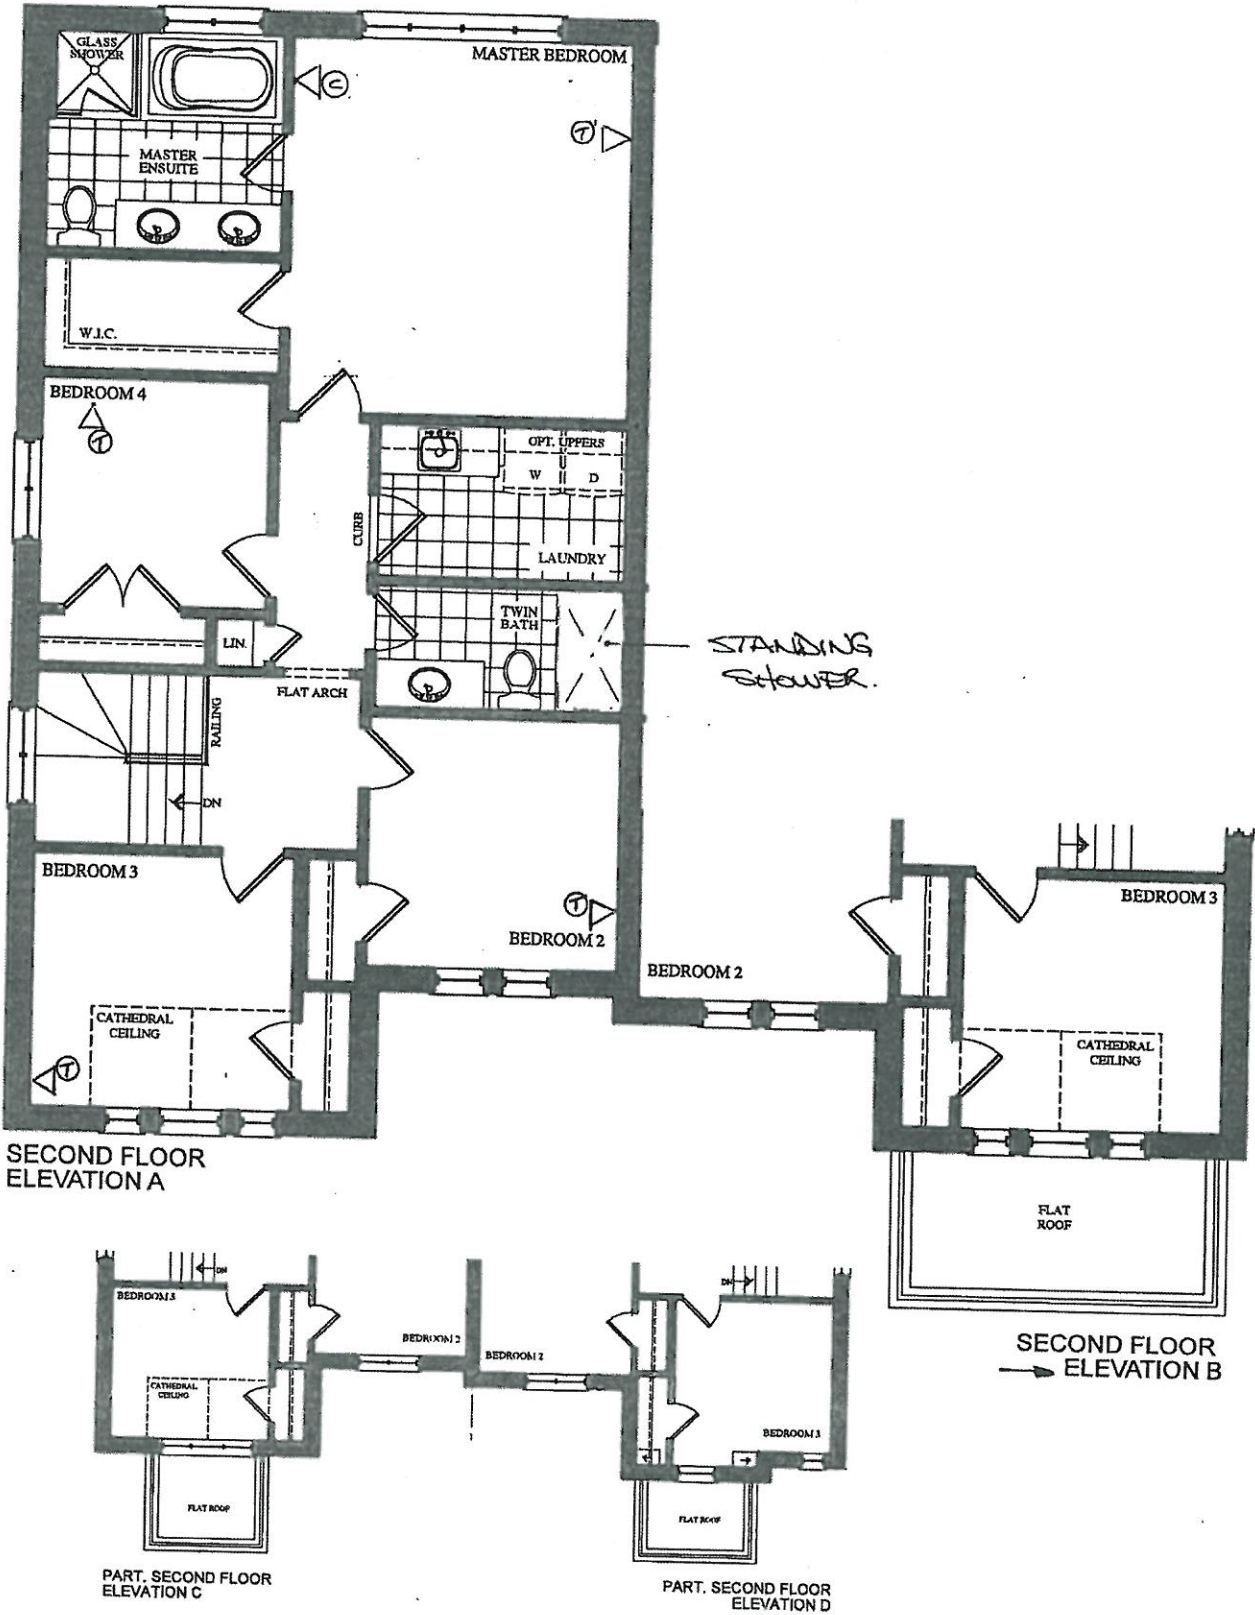 GLASS
SHOWER
MASTER BEDROOM
T
MASTER
ENSUITE
W.I.C.
BEDROOM 4
T
OPT. UPPERS
W
D
CURB
LAUNDRY
TWIN
BATH
LIN.
STANDING
SHOWER.
FLAT ARCH
RAILING
DN
BEDROOM 3
T
BEDROOM 2
CATHEDRAL
CEILING
T
SECOND FLOOR
ELEVATION A
BEDROOM 2
BEDROOM 3
CATHEDRAL
CEILING
FLAT
ROOF
SECOND FLOOR
ELEVATION B
DN
BEDROOM 3
BEDROOM 2
CATHEDRAL
CEILING
FLAT ROOF
PART. SECOND FLOOR
ELEVATION C
DN
BEDROOM 2
BEDROOM 3
FLAT ROOF
PART. SECOND FLOOR
ELEVATION D